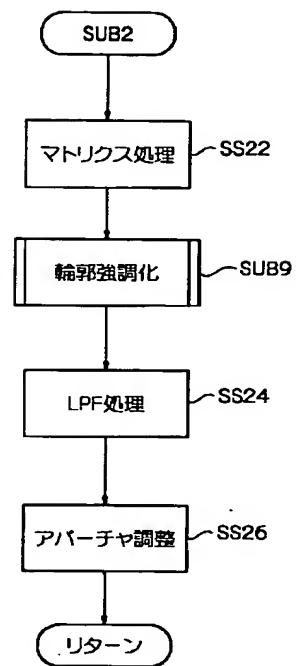 SUB2
マトリクス処理
SS22
輪郭強調化
SUB9
LPF処理
SS24
アパーチャ調整
SS26
リターン